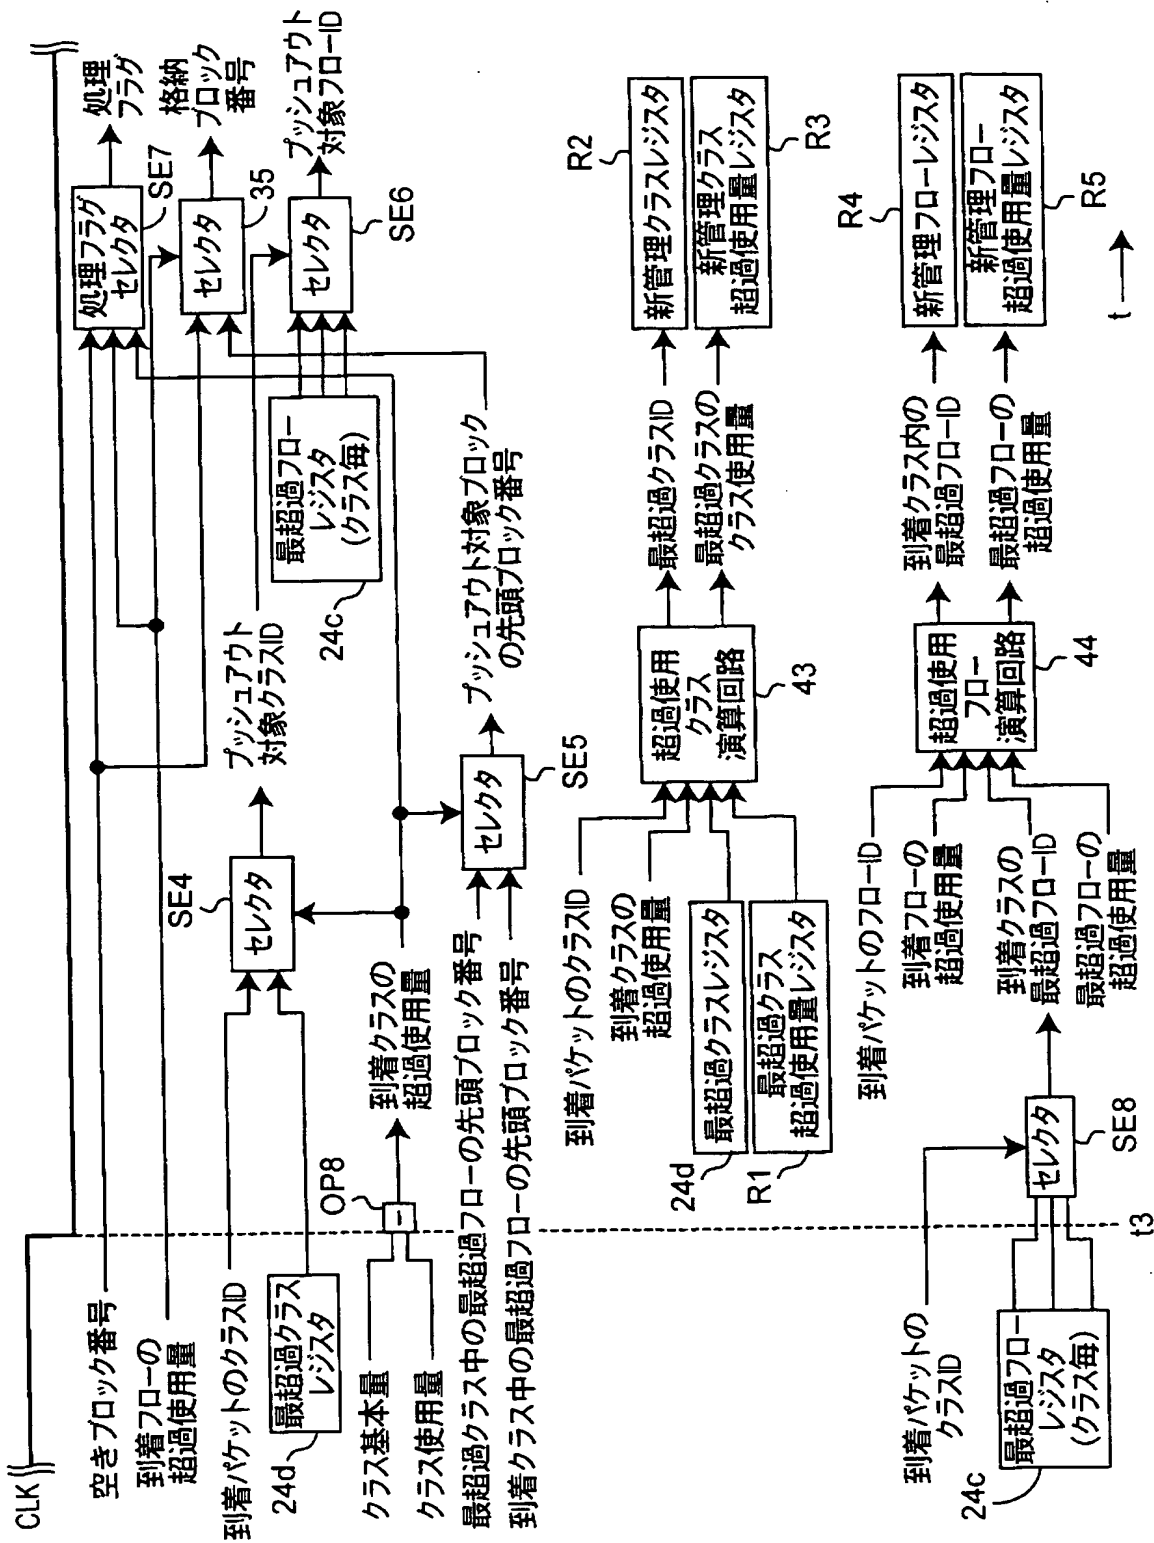 CLK
空きブロック番号
到着フローの
超過使用量
到着パケットのクラスID
最超過クラス
レジスタ
24d
クラス基本量
クラス使用量
OP8
−
到着クラスの
超過使用量
最超過クラス中の最超過フローの先頭ブロック番号
到着クラス中の最超過フローの先頭ブロック番号
SE4
セレクタ
プッシュアウト
対象クラスID
セレクタ
SE5
プッシュアウト対象ブロック
の先頭ブロック番号
最超過フロー
レジスタ
(クラス毎)
24c
処理フラグ
セレクタ
SE7
処理
フラグ
セレクタ
35
格納
ブロック
番号
セレクタ
SE6
プッシュアウト
対象フローID
到着パケットのクラスID
到着クラスの
超過使用量
最超過クラスレジスタ
24d
最超過クラス
超過使用量レジスタ
R1
超過使用
クラス
演算回路
43
最超過クラスID
最超過クラスの
クラス使用量
R2
新管理クラスレジスタ
新管理クラス
超過使用量レジスタ
R3
到着パケットの
クラスID
最超過フロー
レジスタ
(クラス毎)
24c
セレクタ
SE8
t3
到着パケットのフローID
到着フローの
超過使用量
到着クラスの
最超過フローID
最超過フローの
超過使用量
超過使用
フロー
演算回路
44
到着クラス内の
最超過フローID
最超過フローの
超過使用量
R4
新管理フローレジスタ
新管理フロー
超過使用量レジスタ
R5
t